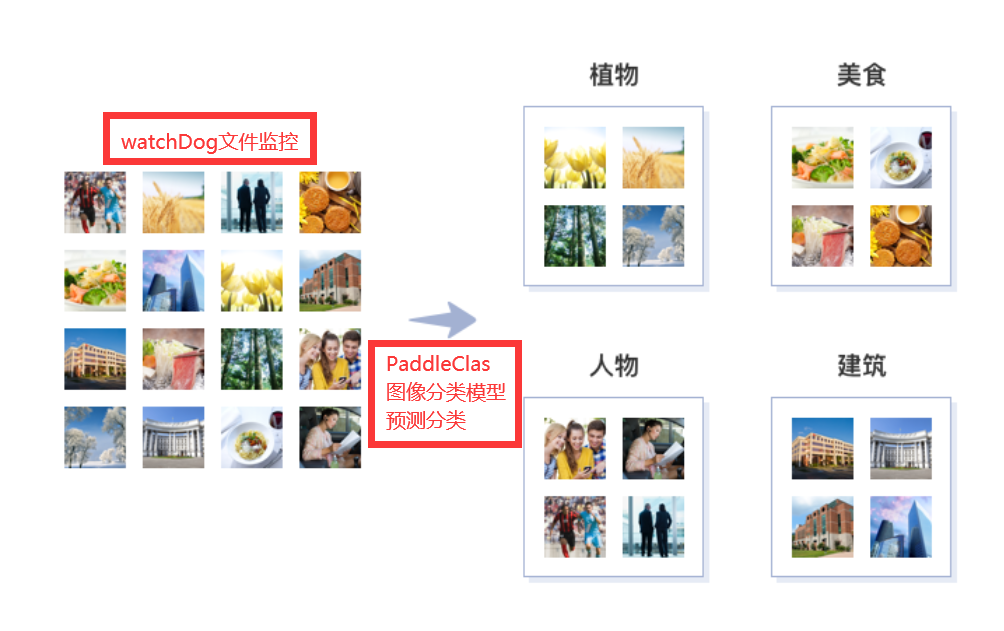 植物
美食
watchDog文件监控
PaddleClas
图像分类模型
预测分类
人物
建筑